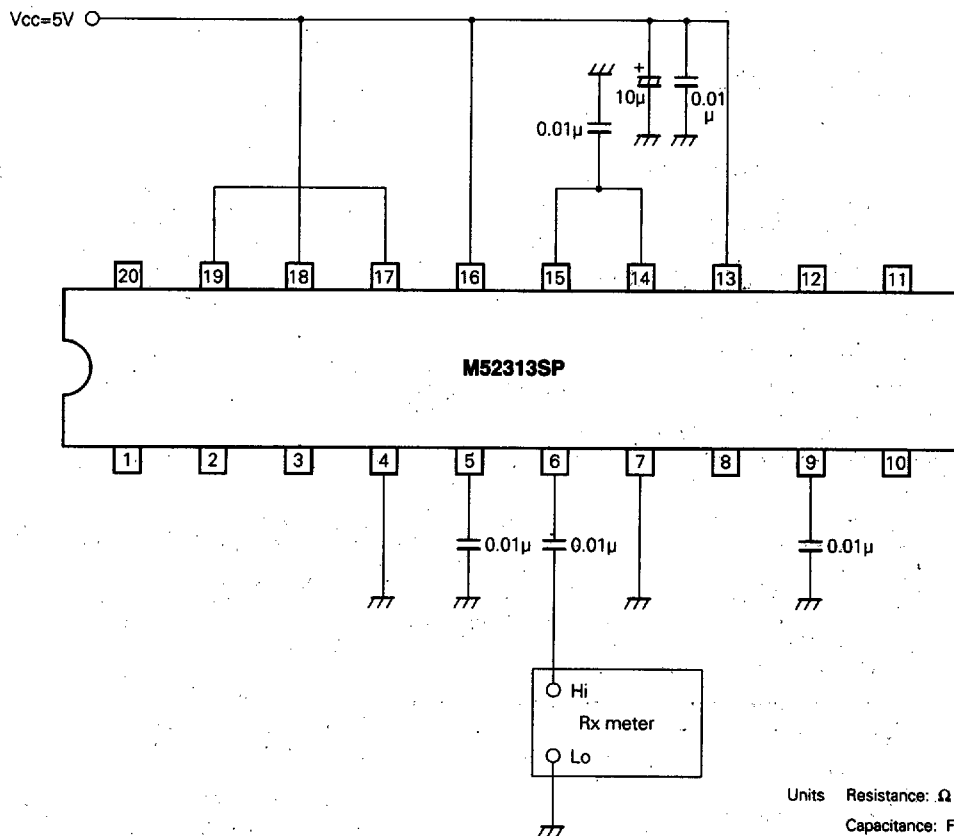 Vcc=5V
+
10μ
0.01
μ
0.01μ
20 19 18 17 16 15 14 13 12 11
M52313SP
1 2 3 4 5 6 7 8 9 10
0.01μ 0.01μ 0.01μ
Hi
Rx meter
Lo
Units Resistance: Ω
Capacitance: F